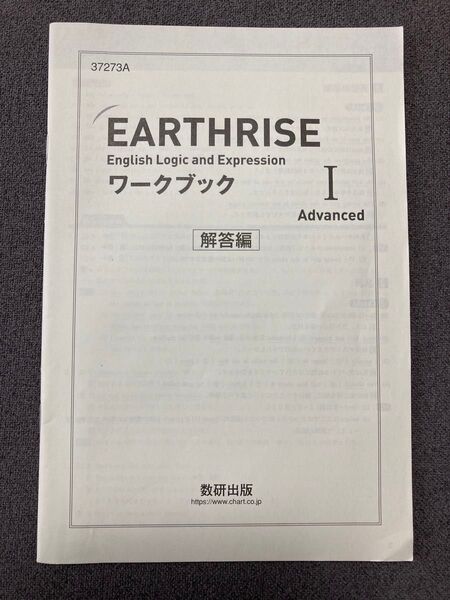 37273A
EARTHRISE
English Logic and Expression
ワークブック
I
Advanced
解答編
数研出版
https://www.chart.co.jp